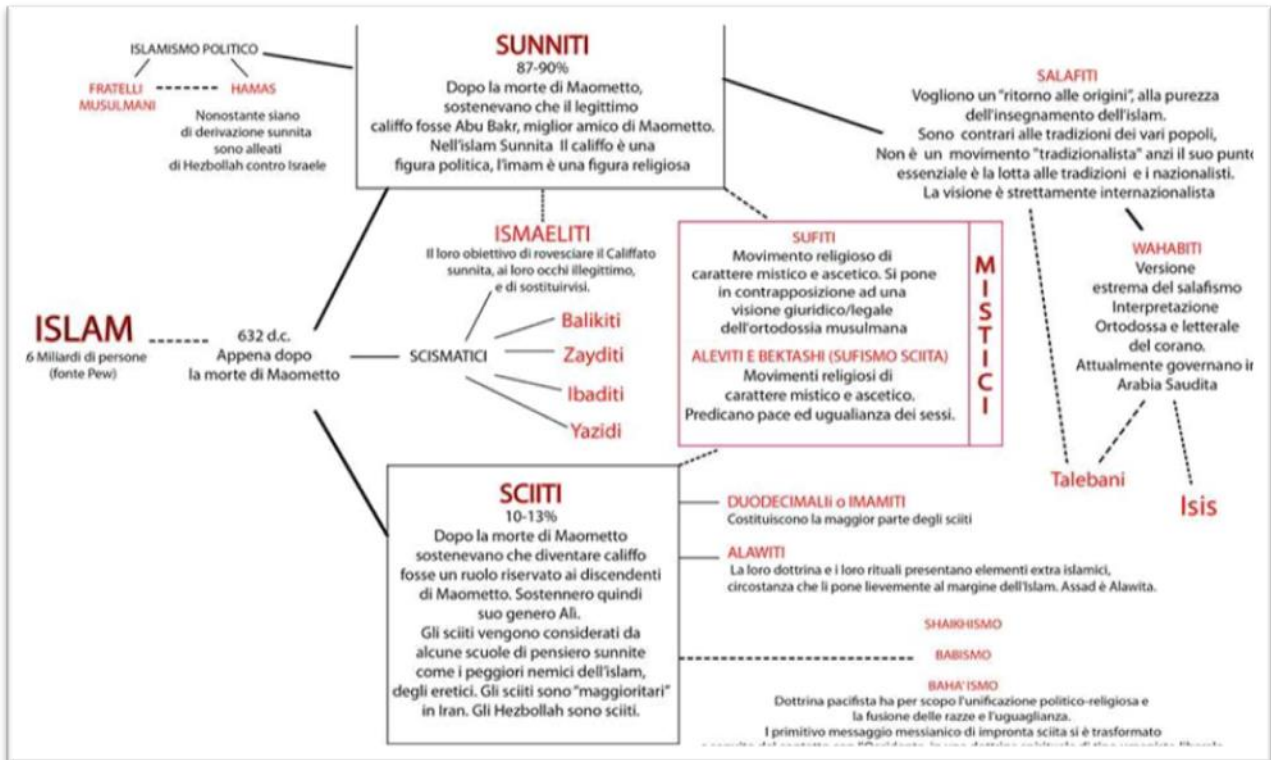 ISLAMISMO POLITICO
FRATELLI
MUSULMANI
HAMAS
Nonostante siano
di derivazione sunnita
sono alleati
di Hezbollah contro Israele
SUNNITI
87-90%
Dopo la morte di Maometto,
sostenevano che il legittimo
califfo fosse Abu Bakr, miglior amico di Maometto.
Nell'islam Sunnita Il califfo è una
figura politica, l'imam è una figura religiosa
SALAFITI
Vogliono un "ritorno alle origini", alla purezza
dell'insegnamento dell'islam.
Sono contrari alle tradizioni dei vari popoli,
Non è un movimento "tradizionalista" anzi il suo punto
essenziale è la lotta alle tradizioni e i nazionalisti.
La visione è strettamente internazionalista
ISMAELITI
Il loro obiettivo di rovesciare il Califfato
sunnita, ai loro occhi illegittimo,
e di sostituirvisi.
SUFITI
Movimento religioso di
carattere mistico e ascetico. Si pone
in contrapposizione ad una
visione giuridico/legale
dell'ortodossia musulmana
ALEVITI E BEKTASHI (SUFISMO SCIITA)
Movimenti religiosi di
carattere mistico e ascetico.
Predicano pace ed ugualianza dei sessi.
MISTICI
WAHABITI
Versione
estrema del salafismo
Interpretazione
Ortodossa e letterale
del corano.
Attualmente governano in
Arabia Saudita
ISLAM
,6 Miliardi di persone
(fonte Pew)
632 d.c.
Appena dopo
la morte di Maometto
SCISMATICI
Balikiti
Zayditi
Ibaditi
Yazidi
Talebani
Isis
SCIITI
10-13%
Dopo la morte di Maometto
sostenevano che diventare califfo
fosse un ruolo riservato ai discendenti
di Maometto. Sostennero quindi
suo genero Alì.
Gli sciiti vengono considerati da
alcune scuole di pensiero sunnite
come i peggiori nemici dell'islam,
degli eretici. Gli sciiti sono "maggioritari"
in Iran. Gli Hezbollah sono sciiti.
DUODECIMALIi o IMAMITI
Costituiscono la maggior parte degli sciiti
ALAWITI
La loro dottrina e i loro rituali presentano elementi extra islamici,
circostanza che li pone lievemente al margine dell'Islam. Assad è Alawita.
SHAIKHISMO
BABISMO
BAHA'ISMO
Dottrina pacifista ha per scopo l'unificazione politico-religiosa e
la fusione delle razze e l'uguaglianza.
I primitivo messaggio messianico di impronta sciita si è trasformato